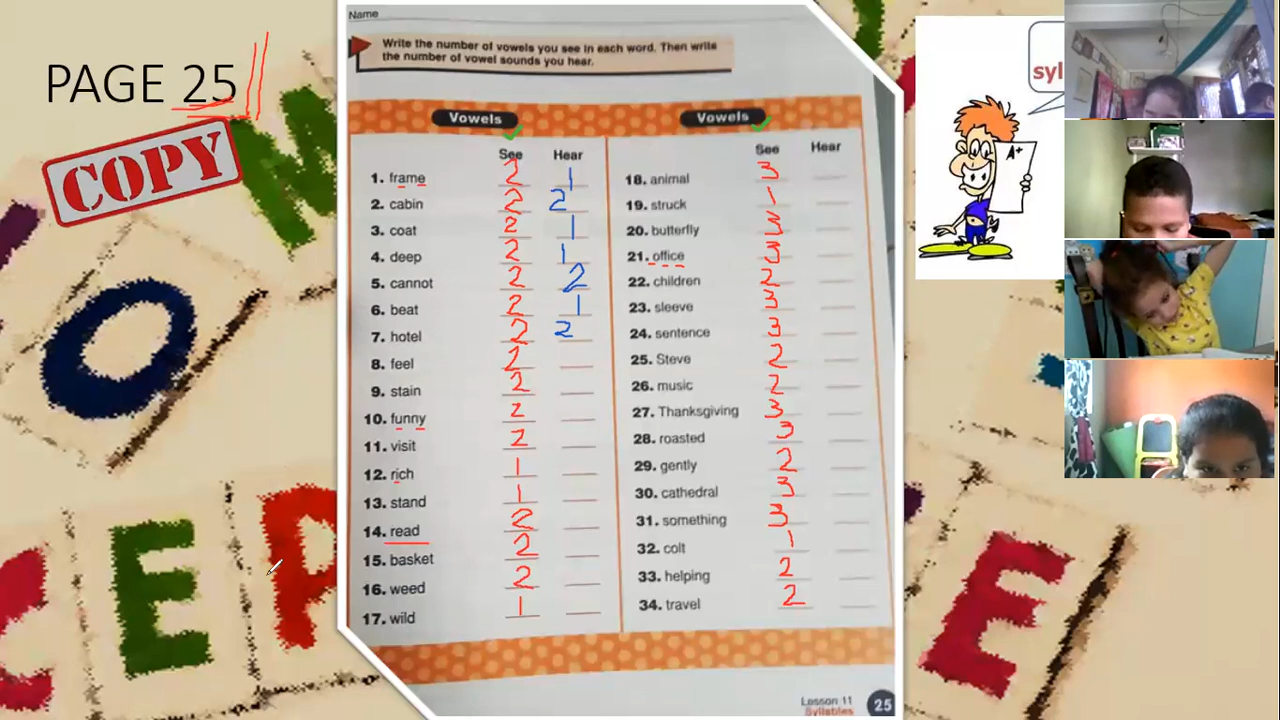 PAGE 25
COPY
Name
Write the number of vowels you see in each word. Then write
the number of vowel sounds you hear.
Vowels
See Hear
1. frame 2 1
2. cabin 2 2
3. coat 2 1
4. deep 2 1
5. cannot 2 2
6. beat 2 1
7. hotel 2 2
8. feel 2
9. stain 2
10. funny 2
11. visit 2
12. rich 1
13. stand 1
14. read 2
15. basket 2
16. weed 2
17. wild 1
Vowels
See Hear
18. animal 3
19. struck 1
20. butterfly 3
21. office 3
22. children 2
23. sleeve 3
24. sentence 3
25. Steve 2
26. music 2
27. Thanksgiving 3
28. roasted 3
29. gently 2
30. cathedral 3
31. something 3
32. colt 1
33. helping 2
34. travel 2
Lesson 11
Syllables 25
syl
A+
M
O
C E P
E